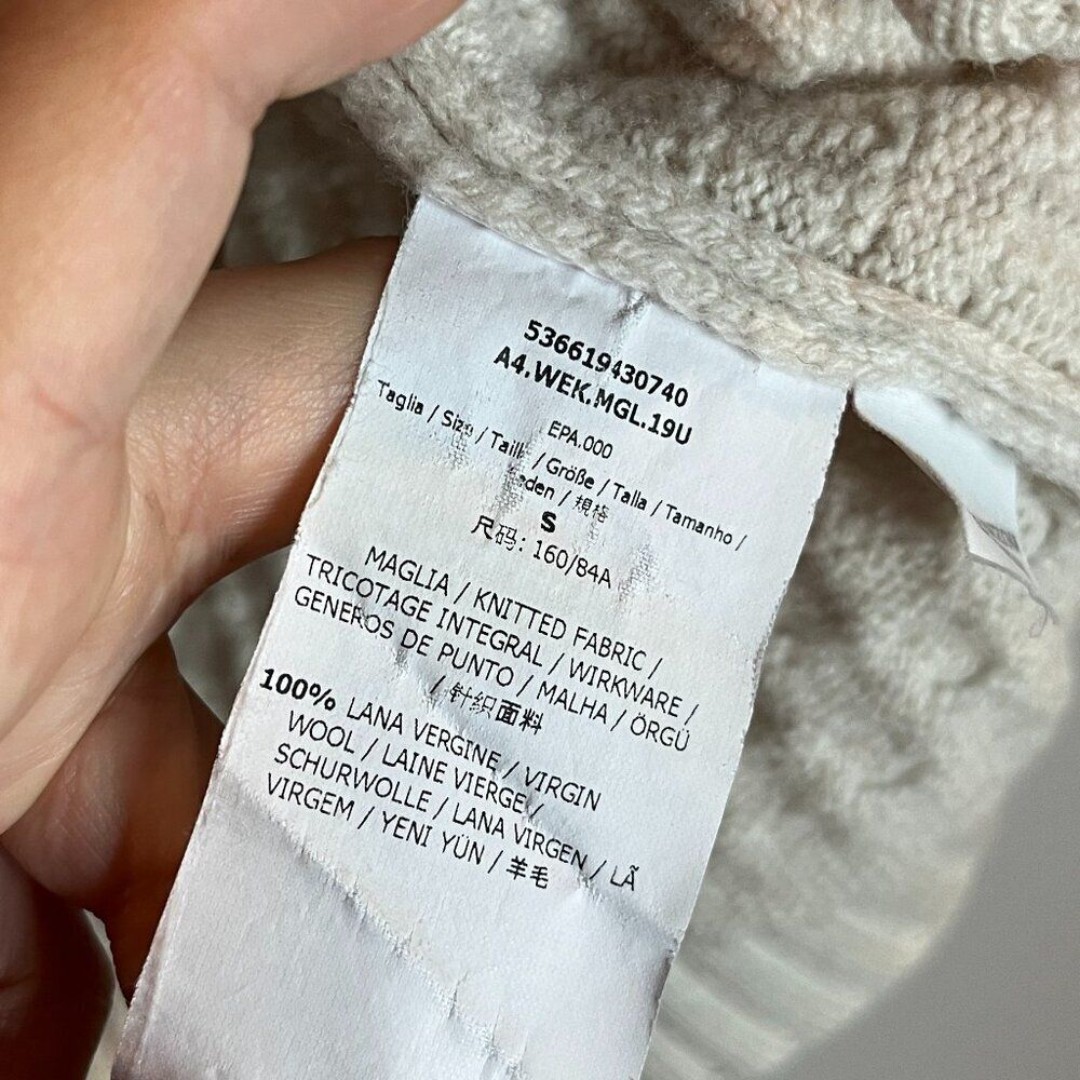 536619430740
A4.WEK.MGL.19U
EPA.000
Taglia / Size / Taille / Größe / Talla / Tamanho /
/ 規格
S
尺码: 160/84A
MAGLIA / KNITTED FABRIC /
TRICOTAGE INTEGRAL / WIRKWARE /
GENEROS DE PUNTO / MALHA / ÖRGÜ
/ 针织面料
100% LANA VERGINE / VIRGIN
WOOL / LAINE VIERGE /
SCHURWOLLE / LANA VIRGEN / LÃ
VIRGEM / YENI YÜN / 羊毛